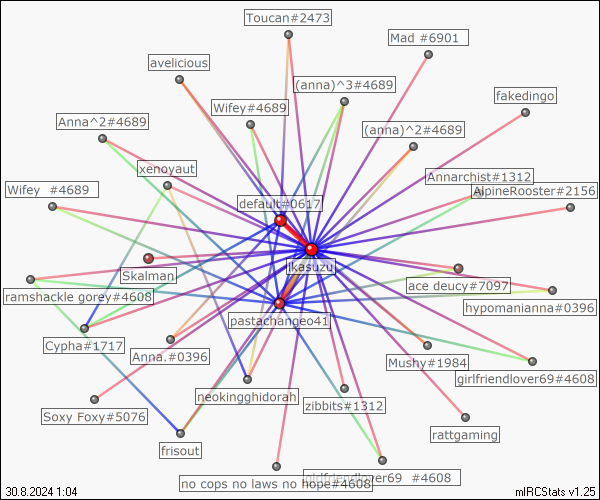 Toucan#2473
Mad #6901
avelicious
(anna)^3#4689
fakedingo
Wifey#4689
Anna^2#4689
(anna)^2#4689
xenoyaut
Annarchist#1312
Wifey  #4689
AlpineRooster#2156
default#0617
ikasuzu
Skalman
ace deucy#7097
ramshackle gorey#4608
hypomanianna#0396
pastachangeo41
Cypha#1717
Anna.#0396
Mushy#1984
girlfriendlover69#4608
neokingghidorah
zibbits#1312
Soxy Foxy#5076
rattgaming
frisout
girlfriendlover69  #4608
no cops no laws no hope#4608
30.8.2024 1:04
mIRCStats v1.25